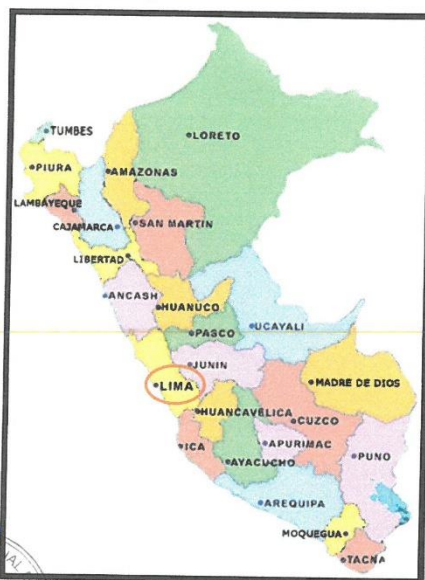 TUMBES
LORETO
PIURA
AMAZONAS
LAMBAYEQUE
SAN MARTIN
CAJAMARCA
LIBERTAD
ANCASH
HUANUCO
UCAYALI
PASCO
JUNIN
LIMA
MADRE DE DIOS
HUANCAVELICA
CUZCO
ICA
APURIMAC
PUNO
AYACUCHO
AREQUIPA
MOQUEGUA
TACNA